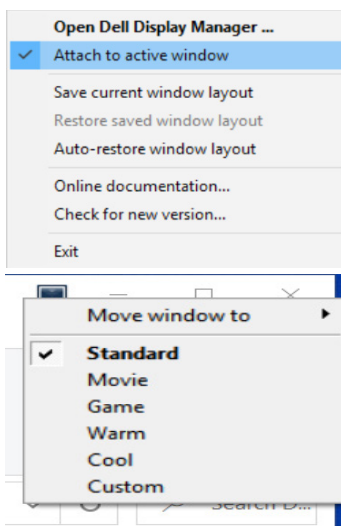 Open Dell Display Manager ...
Attach to active window
Save current window layout
Restore saved window layout
Auto-restore window layout
Online documentation...
Check for new version...
Exit
Move window to
Standard
Movie
Game
Warm
Cool
Custom
Search D...